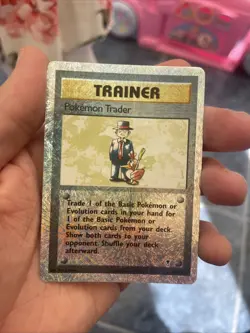 TRAINER
Pokémon Trader
Trade 1 of the Basic Pokémon or
Evolution cards in your hand for
1 of the Basic Pokémon or
Evolution cards from your deck.
Show both cards to your
opponent. Shuffle your deck
afterward.